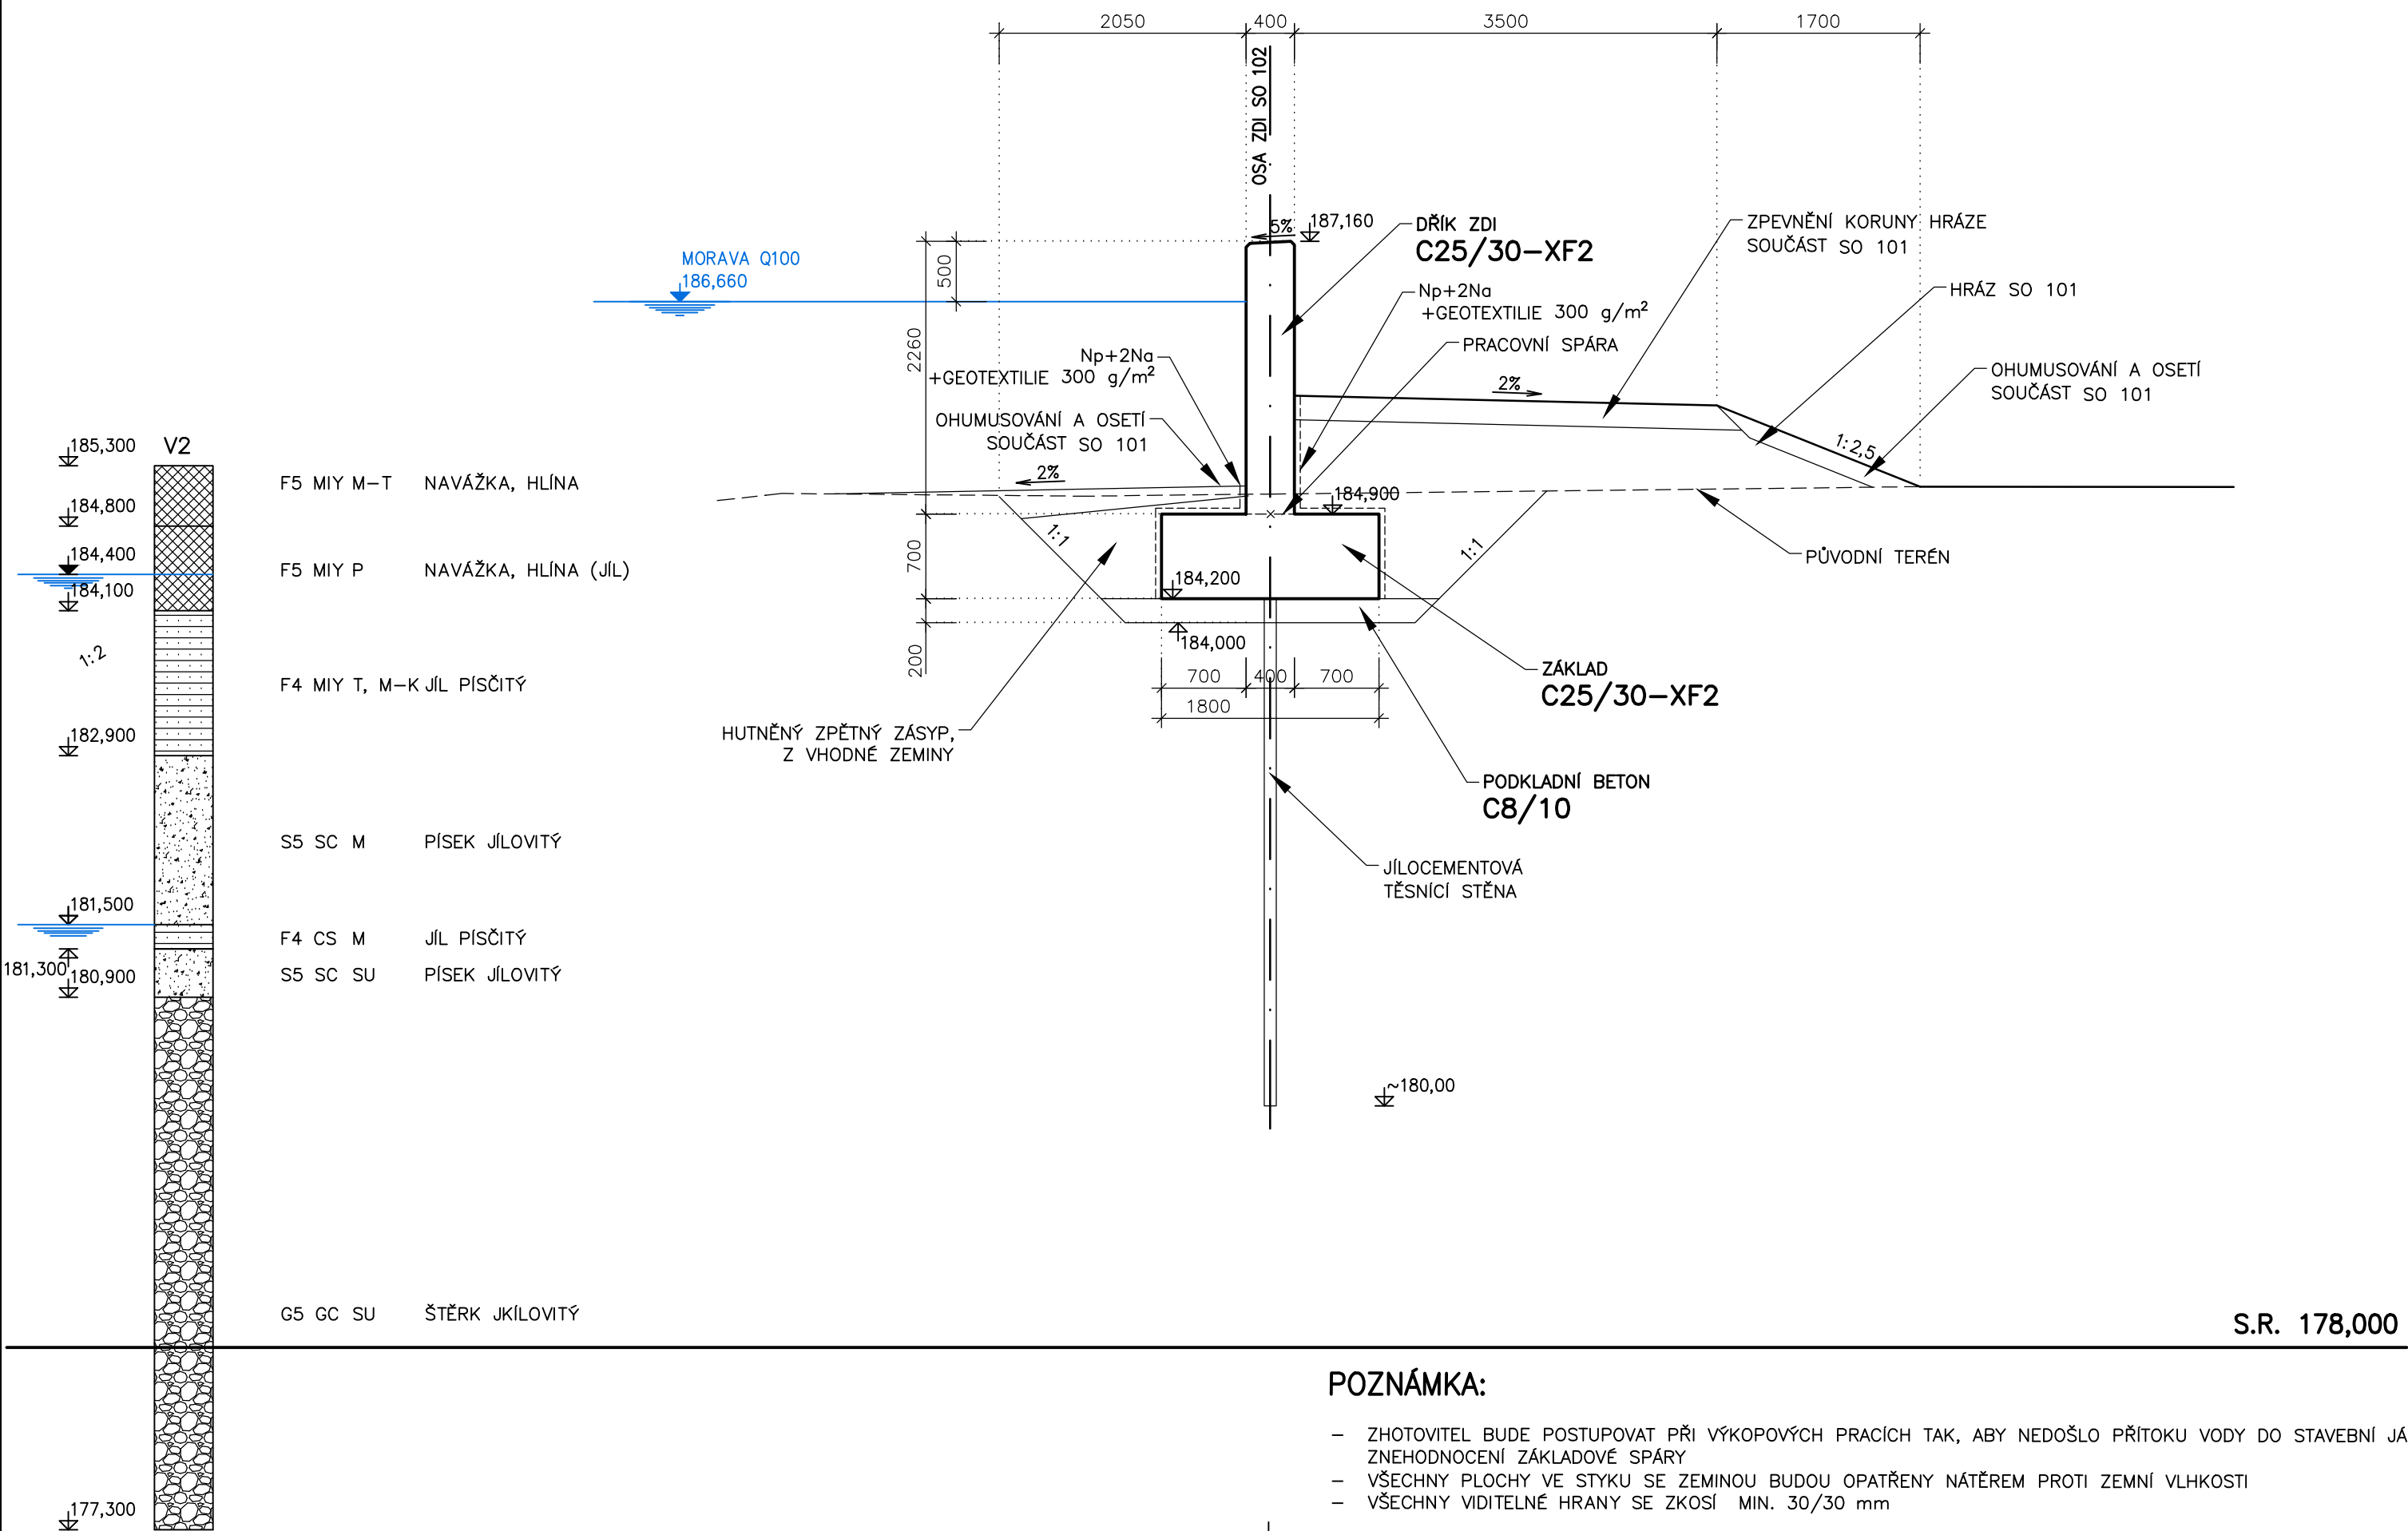 2050
400
3500
1700
OSA ZDI SO 102
5%
187,160
DŘÍK ZDI
C25/30-XF2
ZPEVNĚNÍ KORUNY HRÁZE
SOUČÁST SO 101
MORAVA Q100
186,660
500
2260
Np+2Na
+GEOTEXTILIE 300 g/m²
HRÁZ SO 101
PRACOVNÍ SPÁRA
Np+2Na
+GEOTEXTILIE 300 g/m²
OHUMUSOVÁNÍ A OSETÍ
SOUČÁST SO 101
2%
OHUMUSOVÁNÍ A OSETÍ
SOUČÁST SO 101
1:2,5
2%
184,900
185,300
V2
F5 MIY M-T NAVÁŽKA, HLÍNA
184,800
184,400
F5 MIY P NAVÁŽKA, HLÍNA (JÍL)
184,100
1:2
F4 MIY T, M-K JÍL PÍSČITÝ
182,900
S5 SC M PÍSEK JÍLOVITÝ
181,500
F4 CS M JÍL PÍSČITÝ
181,300
180,900
S5 SC SU PÍSEK JÍLOVITÝ
G5 GC SU ŠTĚRK JKÍLOVITÝ
177,300
1:1
1:1
PŮVODNÍ TERÉN
700
184,200
184,000
200
700
400
700
1800
ZÁKLAD
C25/30-XF2
HUTNĚNÝ ZPĚTNÝ ZÁSYP,
Z VHODNÉ ZEMINY
PODKLADNÍ BETON
C8/10
JÍLOCEMENTOVÁ
TĚSNÍCÍ STĚNA
~180,00
S.R. 178,000
POZNÁMKA:
- ZHOTOVITEL BUDE POSTUPOVAT PŘI VÝKOPOVÝCH PRACÍCH TAK, ABY NEDOŠLO PŘÍTOKU VODY DO STAVEBNÍ JÁ
ZNEHODNOCENÍ ZÁKLADOVÉ SPÁRY
- VŠECHNY PLOCHY VE STYKU SE ZEMINOU BUDOU OPATŘENY NÁTĚREM PROTI ZEMNÍ VLHKOSTI
- VŠECHNY VIDITELNÉ HRANY SE ZKOSÍ MIN. 30/30 mm